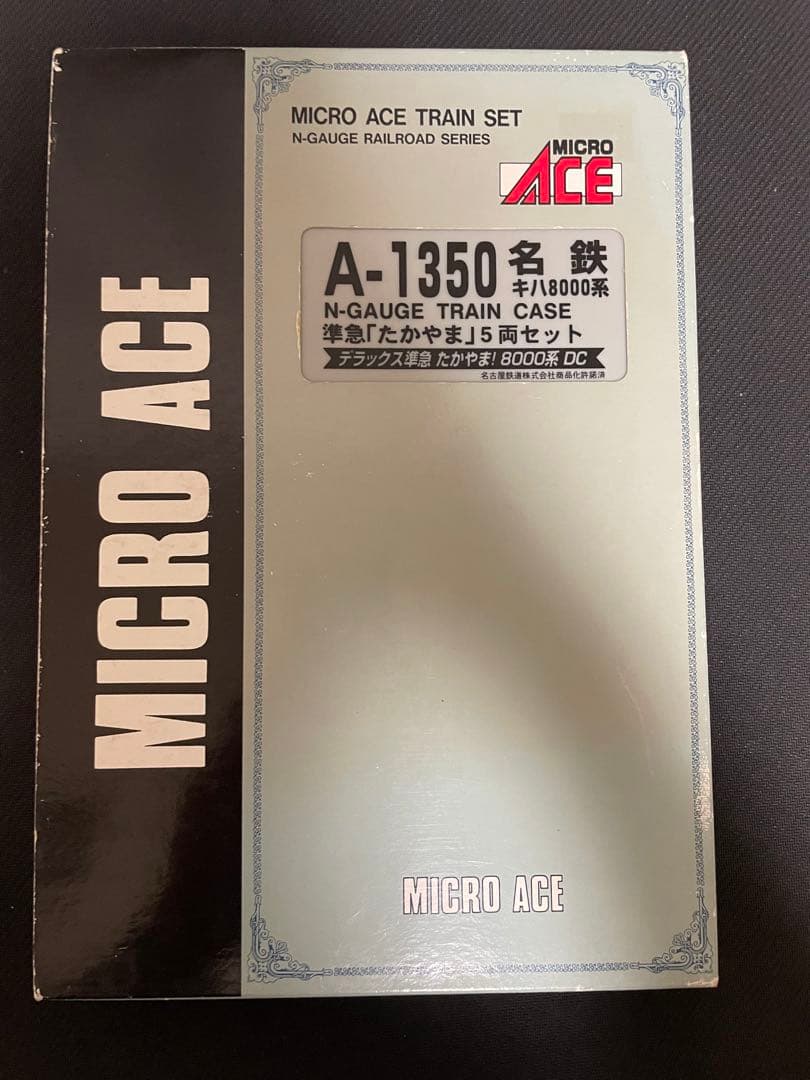 MICRO ACE TRAIN SET
N-GAUGE RAILROAD SERIES
MICRO
ACE
A-1350 名鉄
キハ8000系
N-GAUGE TRAIN CASE
準急「たかやま」5両セット
デラックス準急 たかやま! 8000系 DC
名古屋鉄道株式会社商品化許諾済
MICRO ACE
MICRO ACE